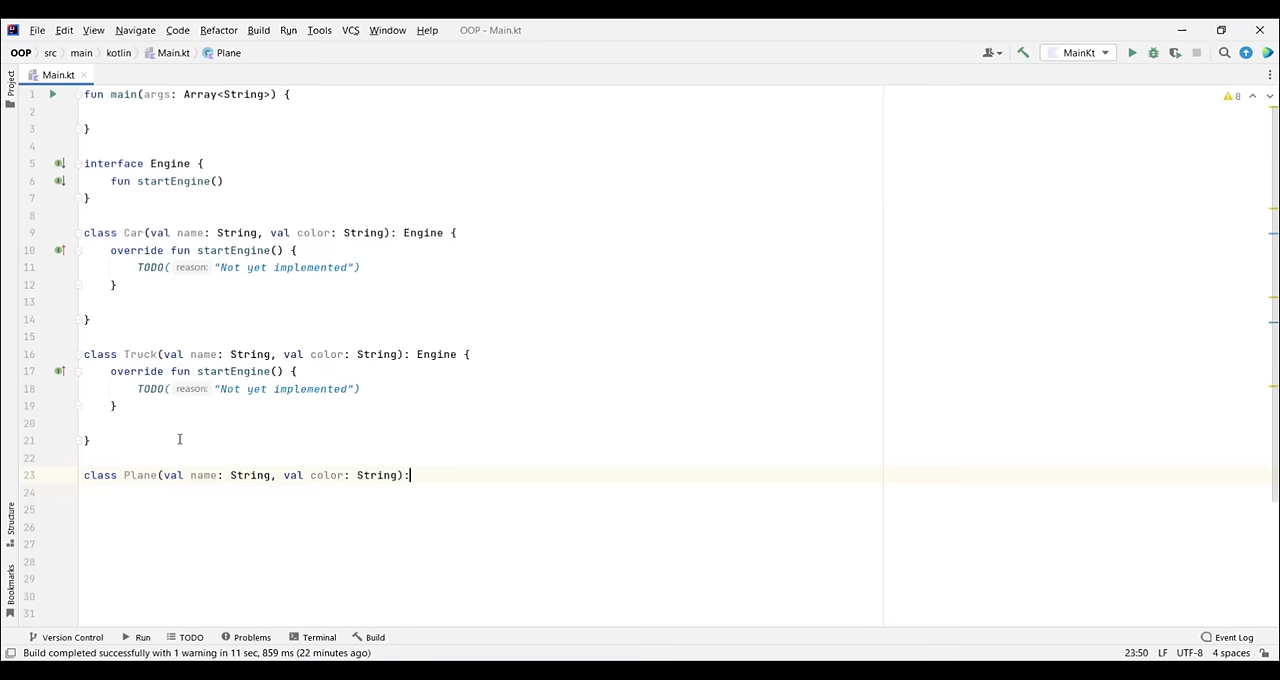 File Edit View Navigate Code Refactor Build Run Tools VCS Window Help OOP - Main.kt
OOP src main kotlin Main.kt Plane MainKt
Project Main.kt
1 fun main(args: Array<String>) { 8
2
3 }
4
5 interface Engine {
6 fun startEngine()
7 }
8
9 class Car(val name: String, val color: String): Engine {
10 override fun startEngine() {
11 TODO( reason: "Not yet implemented")
12 }
13
14 }
15
16 class Truck(val name: String, val color: String): Engine {
17 override fun startEngine() {
18 TODO( reason: "Not yet implemented")
19 }
20
21 }
22
23 class Plane(val name: String, val color: String):
24
25
26
27
28
29
30
31
Structure
Bookmarks
Version Control Run TODO Problems Terminal Build Event Log
Build completed successfully with 1 warning in 11 sec, 859 ms (22 minutes ago) 23:50 LF UTF-8 4 spaces